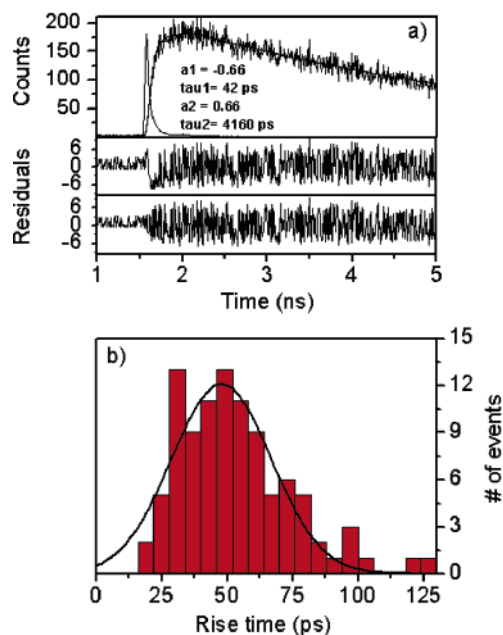 a)
200
150
100
50
Counts
a1 = -0.66
tau1= 42 ps
a2 = 0.66
tau2= 4160 ps
6
0
-6
6
0
-6
Residuals
1 2 3 4 5
Time (ns)
b)
15
12
9
6
3
0
# of events
0 25 50 75 100 125
Rise time (ps)